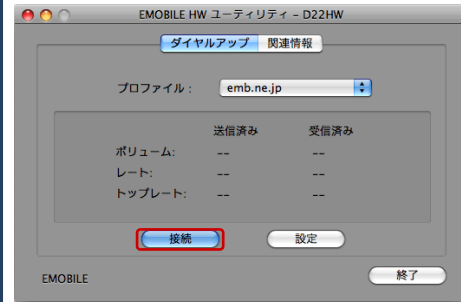 EMOBILE HW ユーティリティ – D22HW
ダイヤルアップ 関連情報
プロファイル： emb.ne.jp
送信済み 受信済み
ボリューム: -- --
レート: -- --
トップレート: -- --
接続 設定
EMOBILE 終了